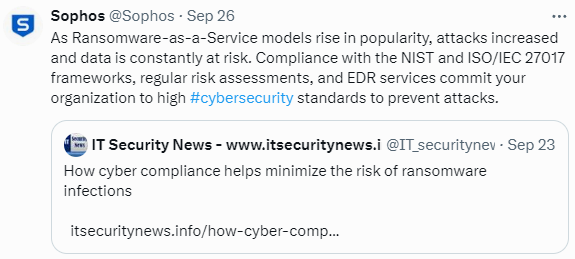 Sophos @Sophos · Sep 26
As Ransomware-as-a-Service models rise in popularity, attacks increased
and data is constantly at risk. Compliance with the NIST and ISO/IEC 27017
frameworks, regular risk assessments, and EDR services commit your
organization to high #cybersecurity standards to prevent attacks.
IT Security News - www.itsecuritynews.i @IT_securitynew · Sep 23
How cyber compliance helps minimize the risk of ransomware
infections
itsecuritynews.info/how-cyber-comp...